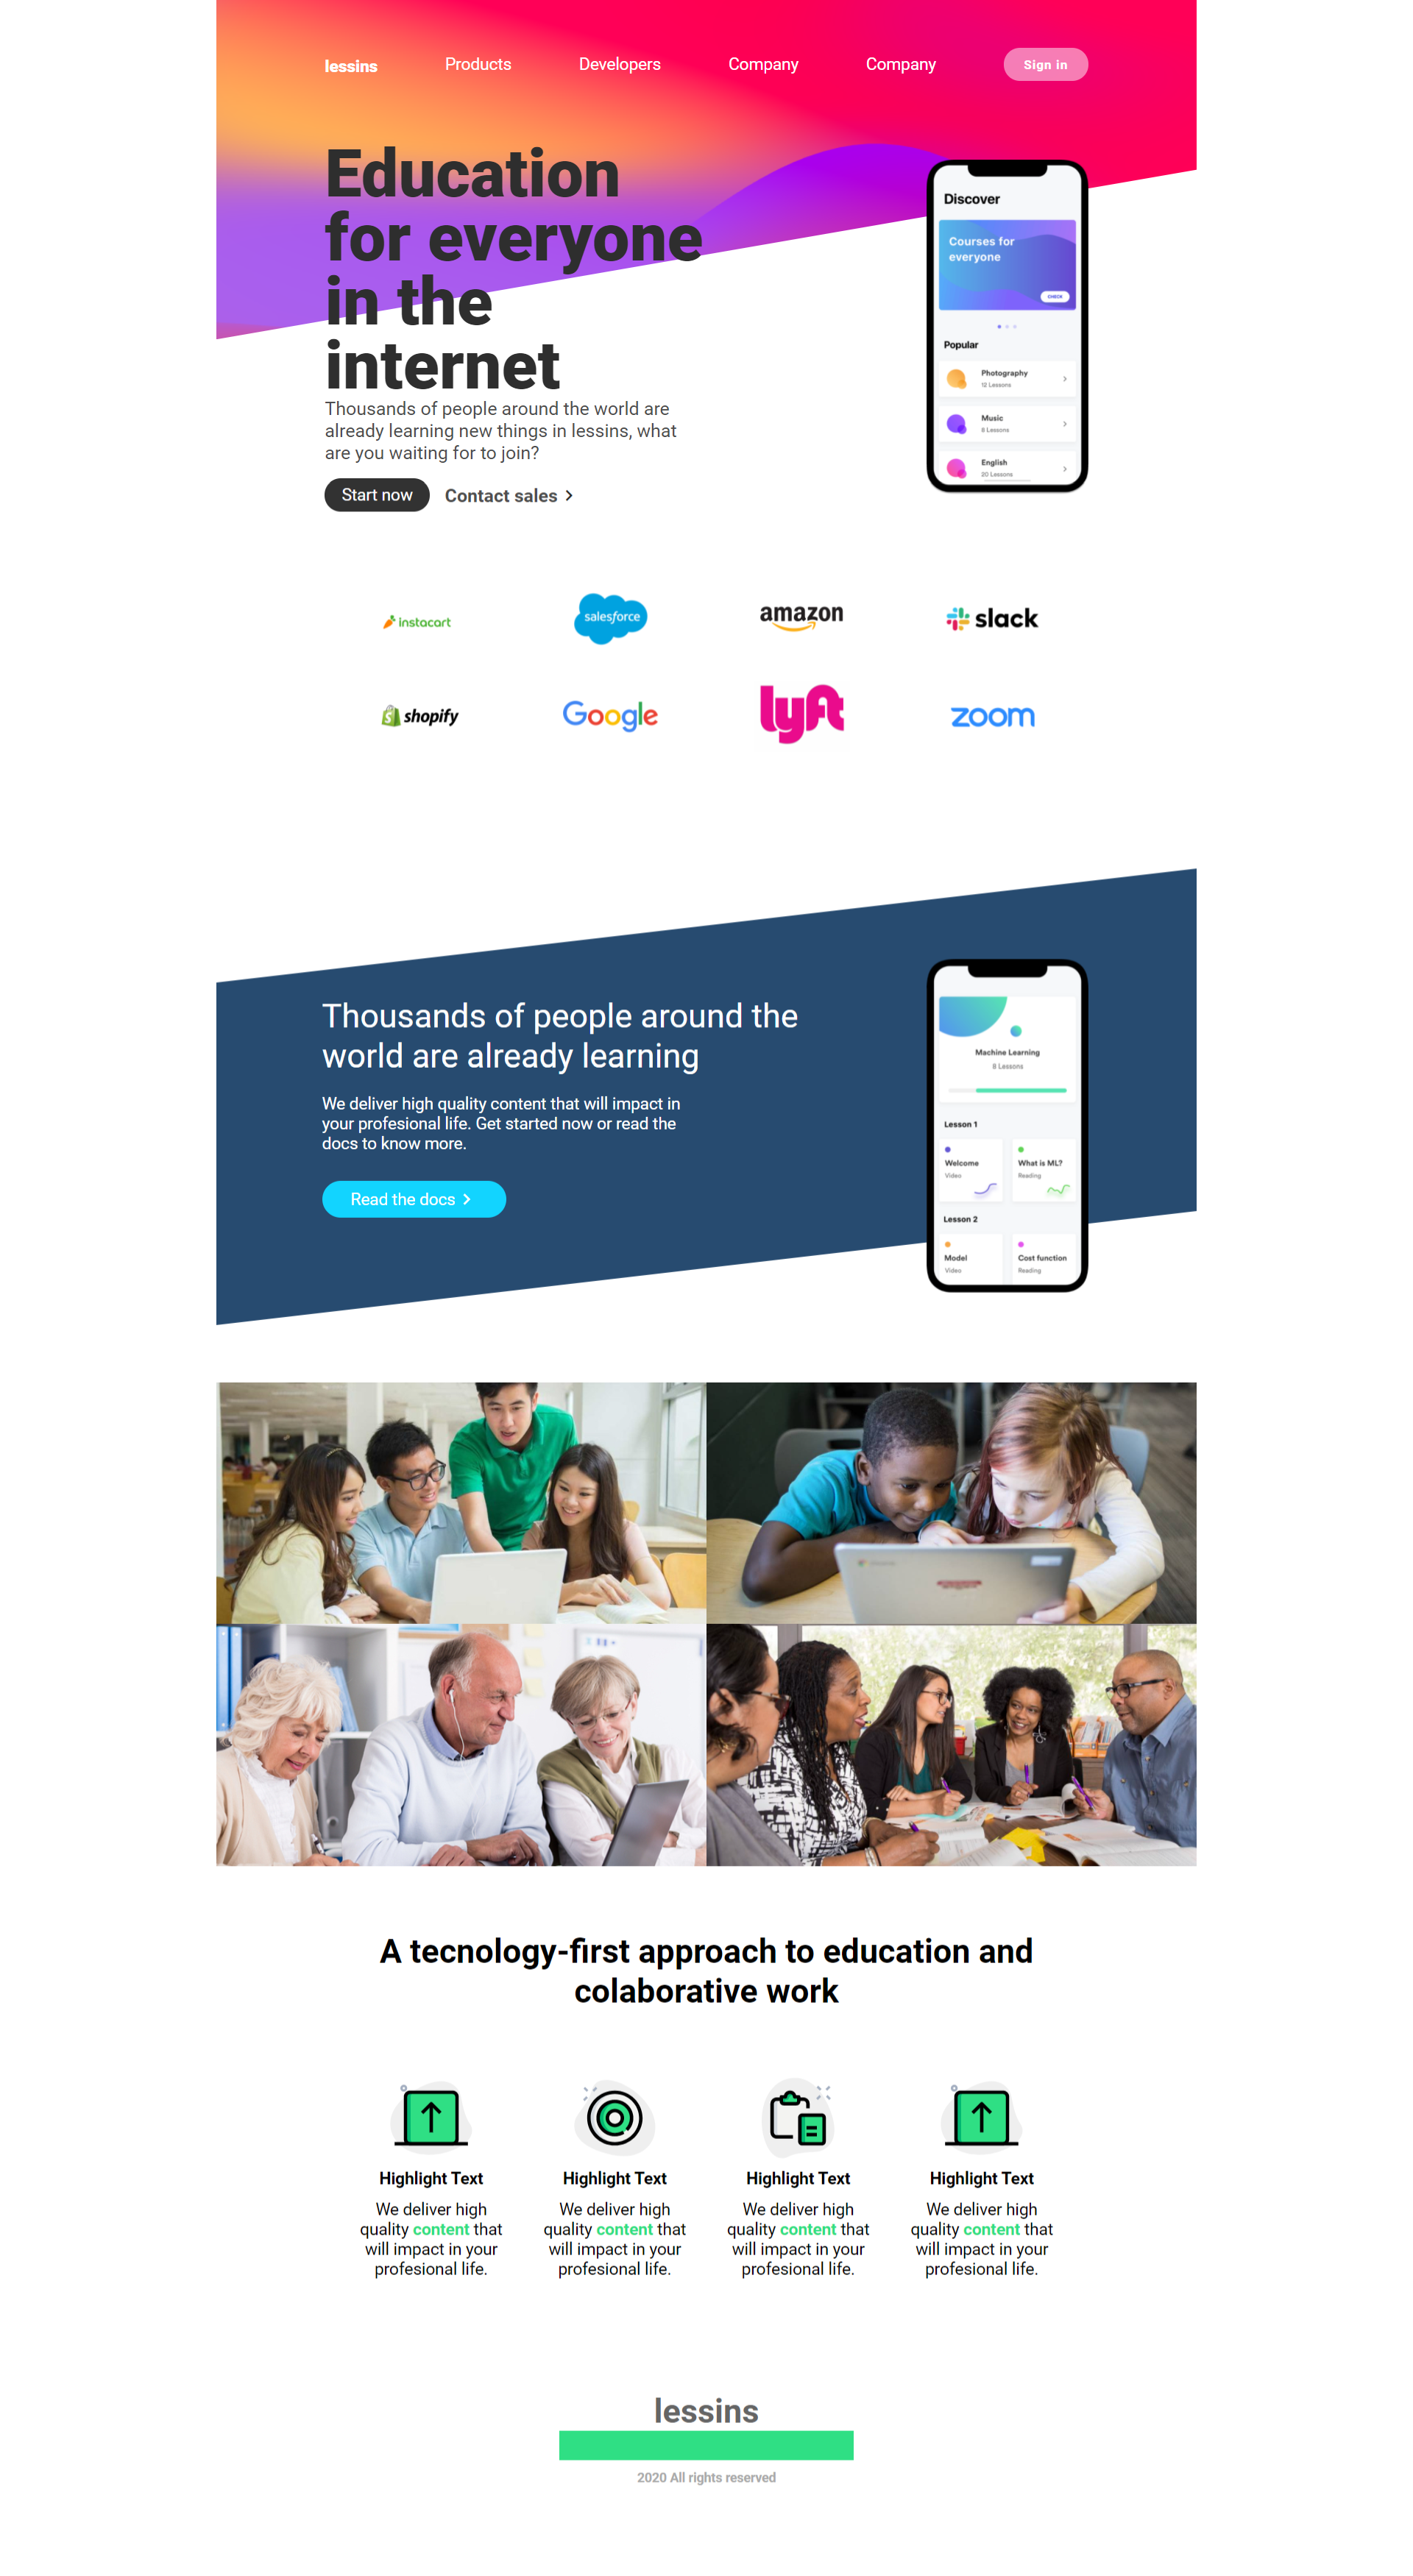 lessins
Products
Developers
Company
Company
Sign in
Education
for everyone
in the
internet
Thousands of people around the world are
already learning new things in lessins, what
are you waiting for to join?
Start now
Contact sales
Discover
Courses for
everyone
CHECK
Popular
Photography
12 Lessons
Music
8 Lessons
English
20 Lessons
instacart
salesforce
amazon
slack
shopify
Google
lyft
zoom
Thousands of people around the
world are already learning
We deliver high quality content that will impact in
your profesional life. Get started now or read the
docs to know more.
Read the docs
Machine Learning
8 Lessons
Lesson 1
Welcome
Video
What is ML?
Reading
Lesson 2
Model
Video
Cost function
Reading
A tecnology-first approach to education and
colaborative work
Highlight Text
We deliver high
quality content that
will impact in your
profesional life.
Highlight Text
We deliver high
quality content that
will impact in your
profesional life.
Highlight Text
We deliver high
quality content that
will impact in your
profesional life.
Highlight Text
We deliver high
quality content that
will impact in your
profesional life.
lessins
2020 All rights reserved